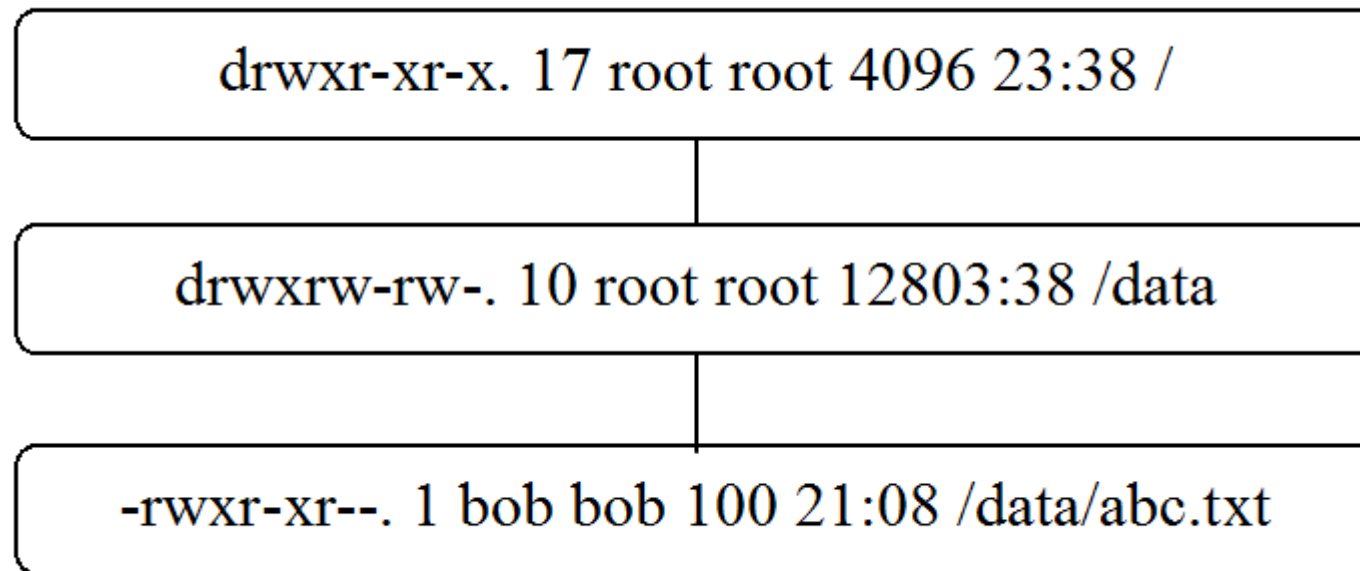 drwxr-xr-x. 17 root root 4096 23:38 /
drwxrw-rw-. 10 root root 12803:38 /data
-rwxr-xr--. 1 bob bob 100 21:08 /data/abc.txt